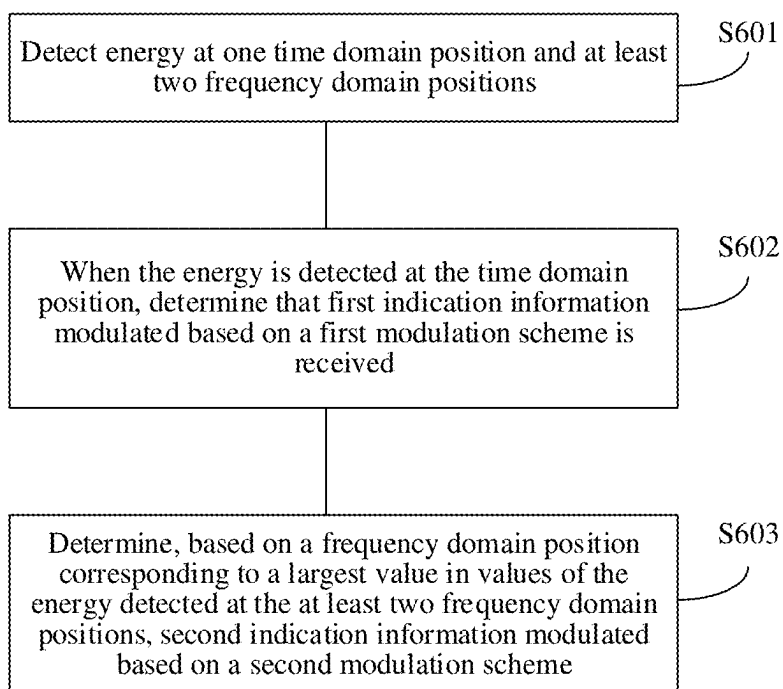 S601
Detect energy at one time domain position and at least
two frequency domain positions
S602
When the energy is detected at the time domain
position, determine that first indication information
modulated based on a first modulation scheme is
received
S603
Determine, based on a frequency domain position
corresponding to a largest value in values of the
energy detected at the at least two frequency domain
positions, second indication information modulated
based on a second modulation scheme